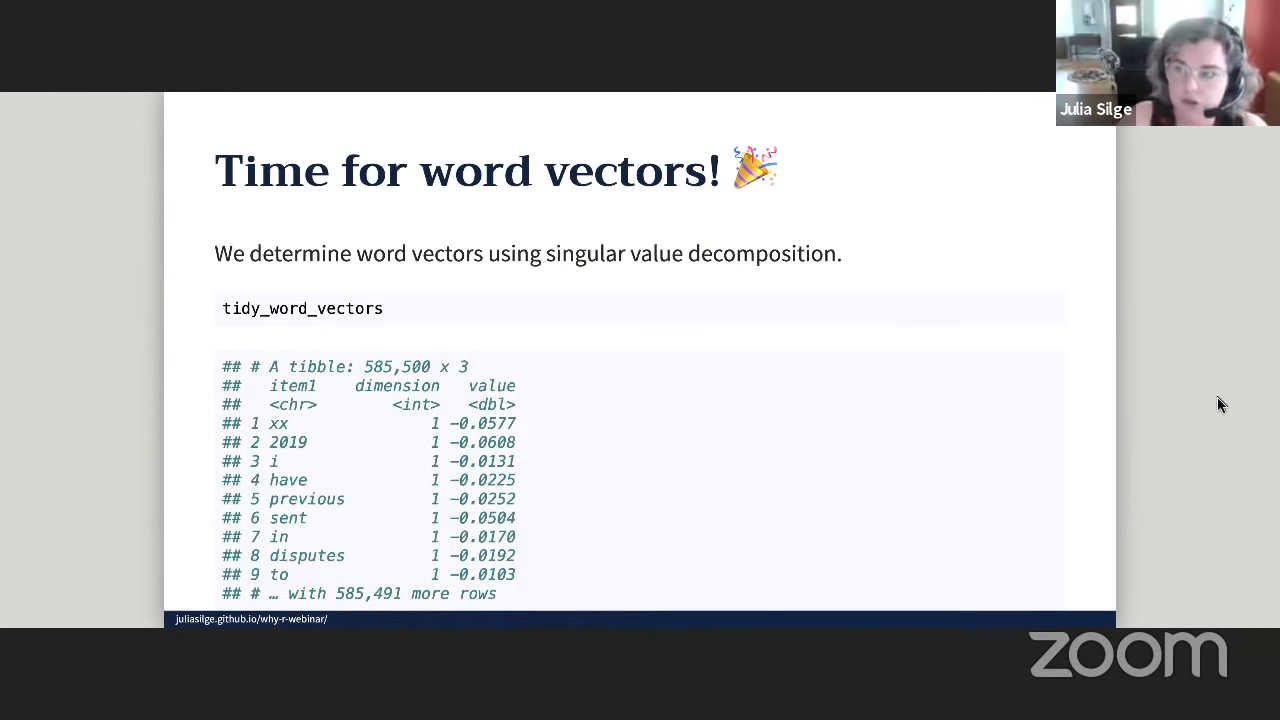 Julia Silge
Time for word vectors! 🎉
We determine word vectors using singular value decomposition.
tidy_word_vectors
## # A tibble: 585,500 x 3
##   item1    dimension   value
##   <chr>        <int>   <dbl>
## 1 xx               1 -0.0577
## 2 2019             1 -0.0608
## 3 i                1 -0.0131
## 4 have             1 -0.0225
## 5 previous         1 -0.0252
## 6 sent             1 -0.0504
## 7 in               1 -0.0170
## 8 disputes         1 -0.0192
## 9 to               1 -0.0103
## # … with 585,491 more rows
juliasilge.github.io/why-r-webinar/
zoom